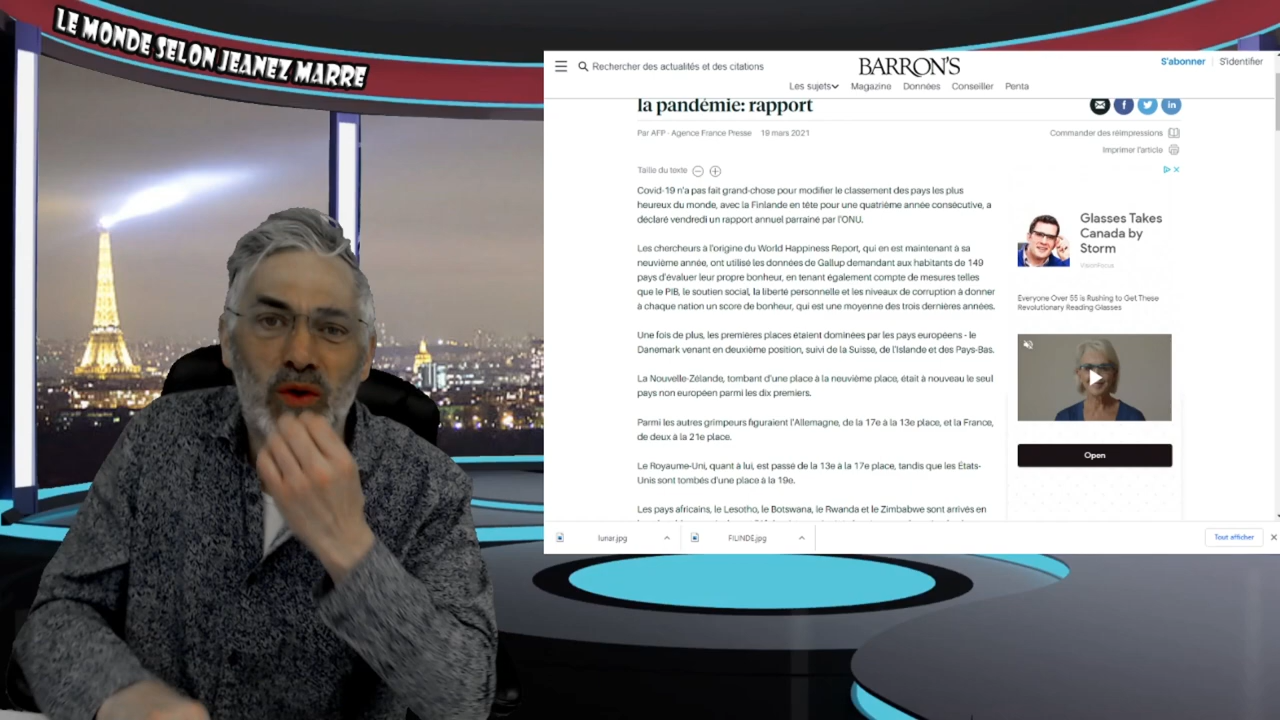 LE MONDE SELON JEANEZ MARRE
Rechercher des actualités et des citations
BARRON'S
S'abonner
S'identifier
Les sujets
Magazine
Données
Conseiller
Penta
la pandémie: rapport
Par AFP - Agence France Presse
19 mars 2021
Commander des réimpressions
Imprimer l'article
Taille du texte
Covid-19 n'a pas fait grand-chose pour modifier le classement des pays les plus
heureux du monde, avec la Finlande en tête pour une quatrième année consécutive, a
déclaré vendredi un rapport annuel parrainé par l'ONU.
Les chercheurs à l'origine du World Happiness Report, qui en est maintenant à sa
neuvième année, ont utilisé les données de Gallup demandant aux habitants de 149
pays d'évaluer leur propre bonheur, en tenant également compte de mesures telles
que le PIB, le soutien social, la liberté personnelle et les niveaux de corruption à donner
à chaque nation un score de bonheur, qui est une moyenne des trois dernières années.
Une fois de plus, les premières places étaient dominées par les pays européens - le
Danemark venant en deuxième position, suivi de la Suisse, de l'Islande et des Pays-Bas.
La Nouvelle-Zélande, tombant d'une place à la neuvième place, était à nouveau le seul
pays non européen parmi les dix premiers.
Parmi les autres grimpeurs figuraient l'Allemagne, de la 17e à la 13e place, et la France,
de deux à la 21e place.
Le Royaume-Uni, quant à lui, est passé de la 13e à la 17e place, tandis que les États-
Unis sont tombés d'une place à la 19e.
Les pays africains, le Lesotho, le Botswana, le Rwanda et le Zimbabwe sont arrivés en
Glasses Takes
Canada by
Storm
VisionFocus
Everyone Over 55 is Rushing to Get These
Revolutionary Reading Glasses
Open
lunar.jpg
FILINDE.jpg
Tout afficher